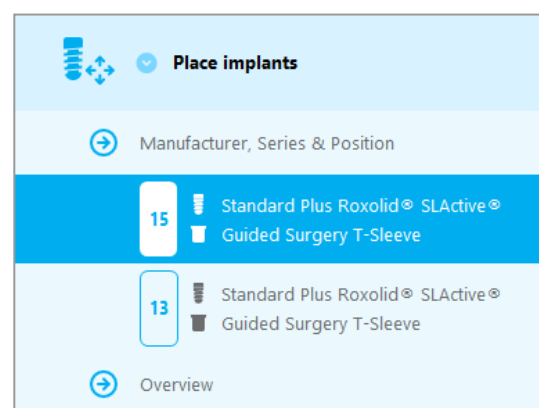 Place implants
Manufacturer, Series & Position
15
Standard Plus Roxolid® SLActive®
Guided Surgery T-Sleeve
13
Standard Plus Roxolid® SLActive®
Guided Surgery T-Sleeve
Overview